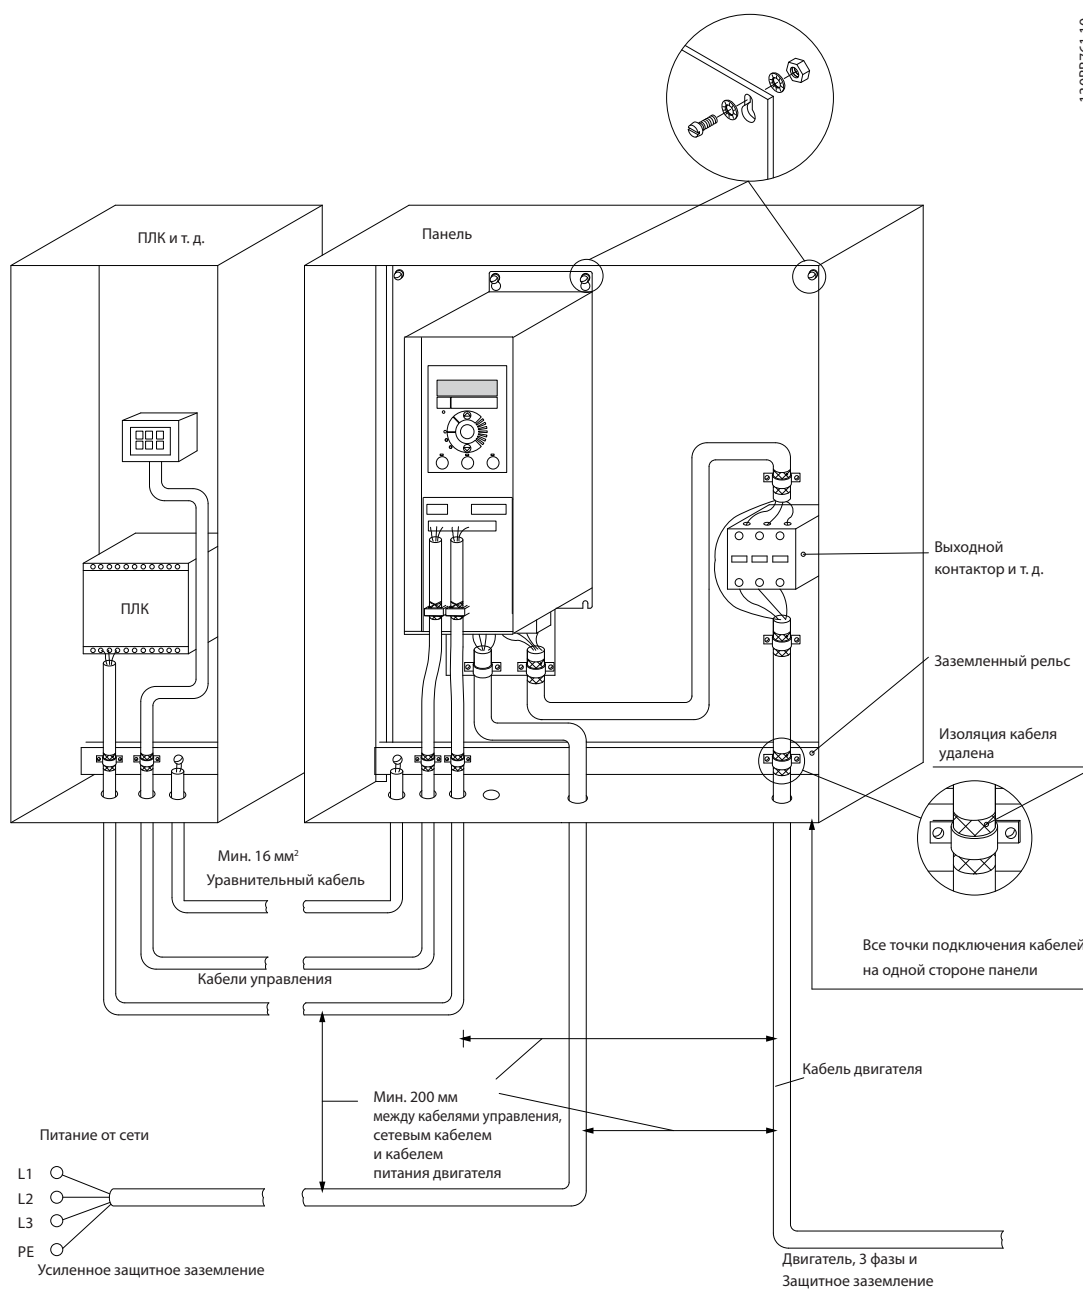 ПЛК и т. д.
Панель
ПЛК
Выходной
контактор и т. д.
Заземленный рельс
Изоляция кабеля
удалена
Мин. 16 мм²
Уравнительный кабель
Все точки подключения кабелей
на одной стороне панели
Кабели управления
Кабель двигателя
Мин. 200 мм
между кабелями управления,
сетевым кабелем
и кабелем
питания двигателя
Питание от сети
L1
L2
L3
PE
Усиленное защитное заземление
Двигатель, 3 фазы и
Защитное заземление